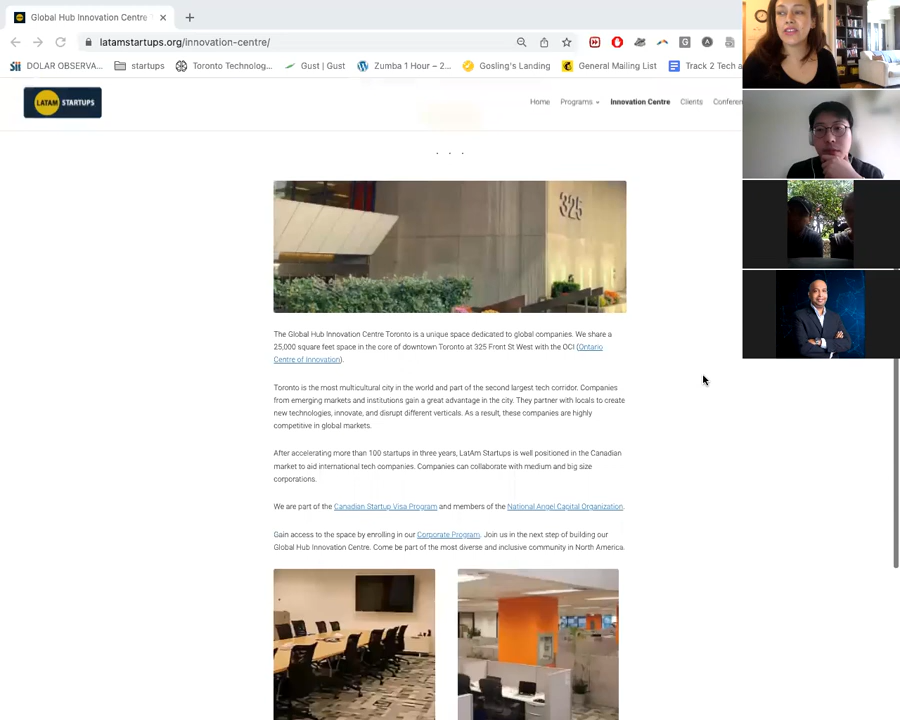 Global Hub Innovation Centre
latamstartups.org/innovation-centre/
DOLAR OBSERVA...
startups
Toronto Technolog...
Gust | Gust
Zumba 1 Hour – 2...
Gosling's Landing
General Mailing List
Track 2 Tech a
LATAM STARTUPS
Home
Programs
Innovation Centre
Clients
Conferen
325
The Global Hub Innovation Centre Toronto is a unique space dedicated to global companies. We share a
25,000 square feet space in the core of downtown Toronto at 325 Front St West with the OCI (Ontario
Centre of Innovation).
Toronto is the most multicultural city in the world and part of the second largest tech corridor. Companies
from emerging markets and institutions gain a great advantage in the city. They partner with locals to create
new technologies, innovate, and disrupt different verticals. As a result, these companies are highly
competitive in global markets.
After accelerating more than 100 startups in three years, LatAm Startups is well positioned in the Canadian
market to aid international tech companies. Companies can collaborate with medium and big size
corporations.
We are part of the Canadian Startup Visa Program and members of the National Angel Capital Organization.
Gain access to the space by enrolling in our Corporate Program. Join us in the next step of building our
Global Hub Innovation Centre. Come be part of the most diverse and inclusive community in North America.